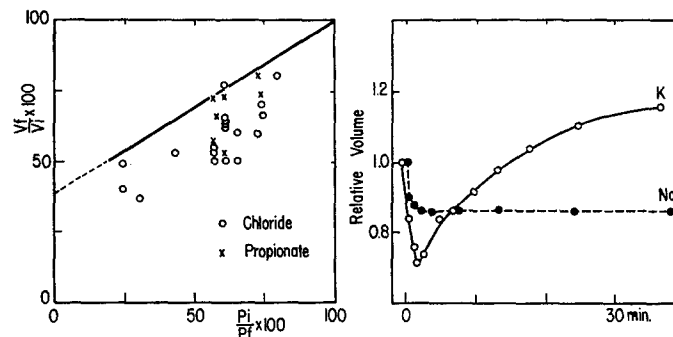 100
Vf/Vi x100
50
0
0
50
100
Pi/Pf x100
o Chloride
x Propionate
Relative Volume
1.2
1.0
0.8
0
30 min.
K
Na